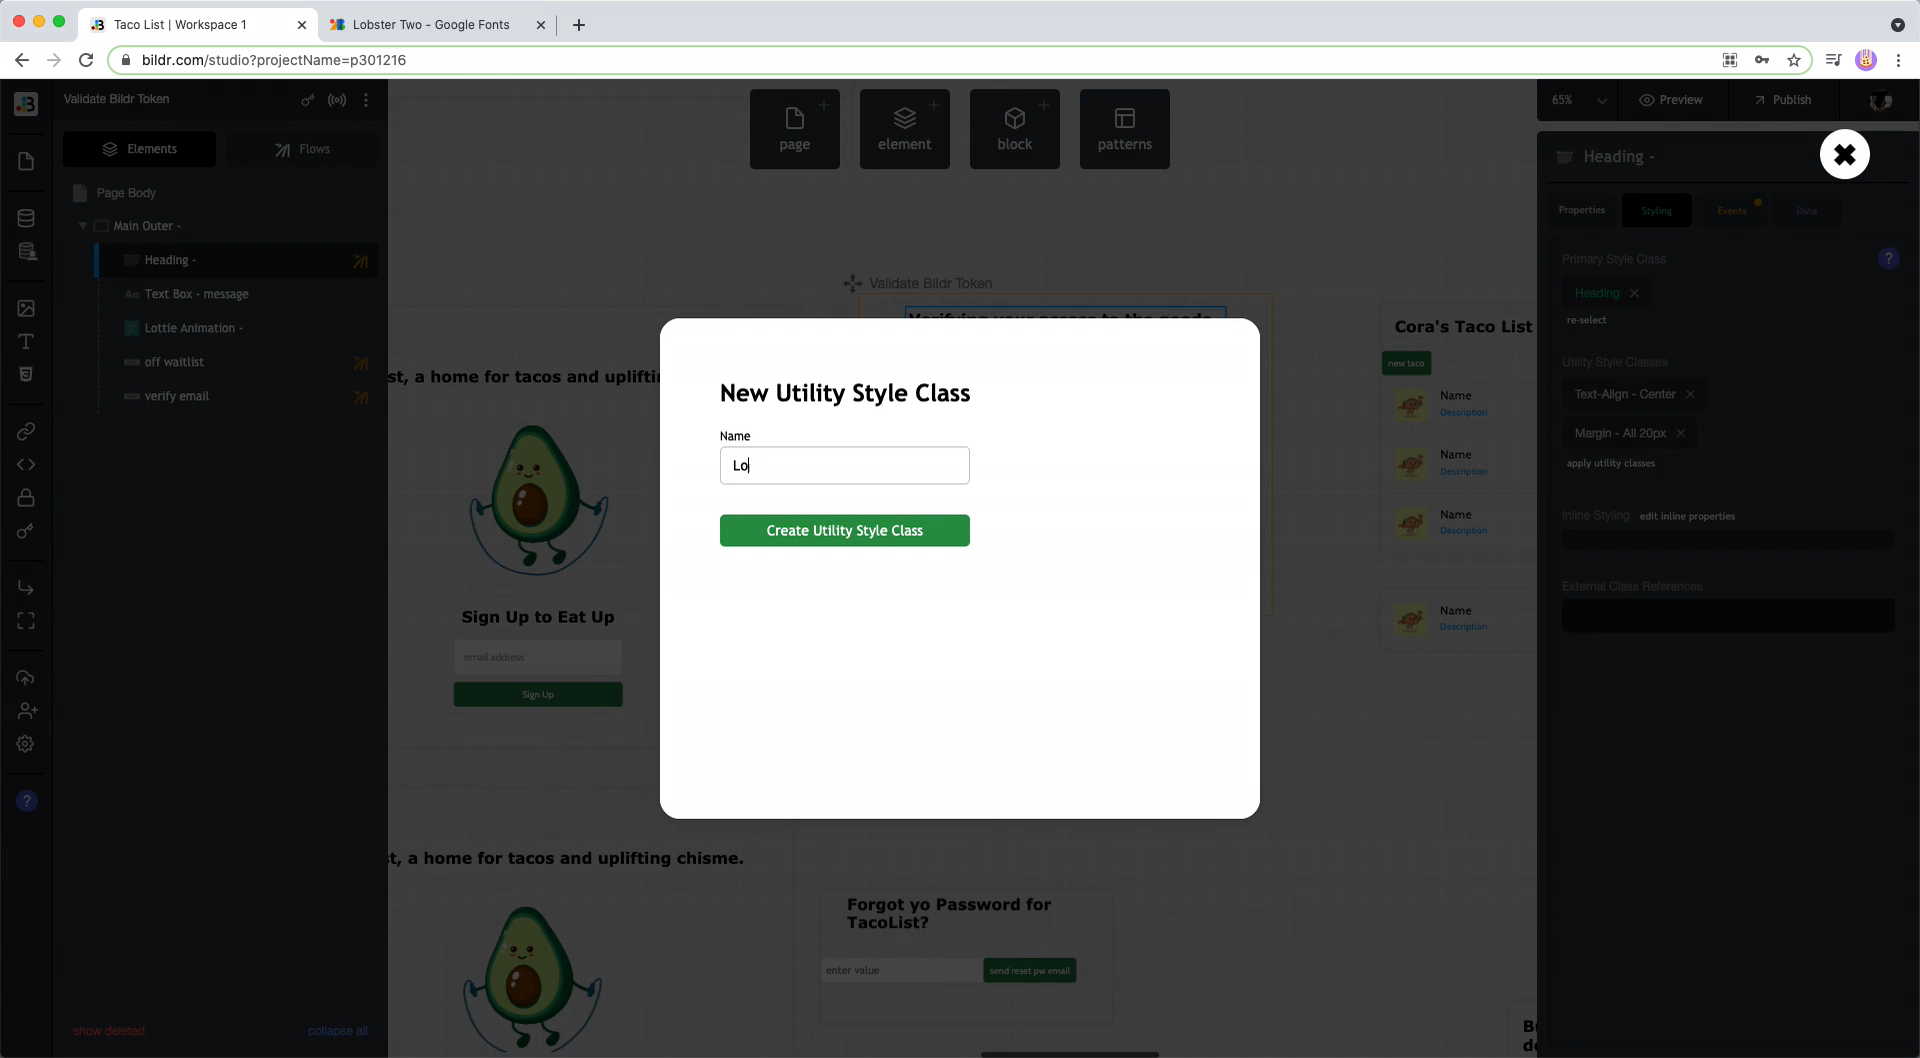 Taco List | Workspace 1
Lobster Two - Google Fonts
bildr.com/studio?projectName=p301216
Validate Bildr Token
Elements
Flows
Page Body
Main Outer -
Heading -
Text Box - message
Lottie Animation -
off waitlist
verify email
show deleted
collapse all
page
element
block
patterns
65%
Preview
Publish
Validate Bildr Token
st, a home for tacos and uplifti
Sign Up to Eat Up
email address
Sign Up
New Utility Style Class
Name
Lo
Create Utility Style Class
Cora's Taco List
new taco
Name
Description
Name
Description
Name
Description
Name
Description
st, a home for tacos and uplifting chisme.
Forgot yo Password for
TacoList?
enter value
send reset pw email
Heading -
Properties
Styling
Events
Data
Primary Style Class
?
Heading
re-select
Utility Style Classes
Text-Align - Center
Margin - All 20px
apply utility classes
Inline Styling
edit inline properties
External Class References
?